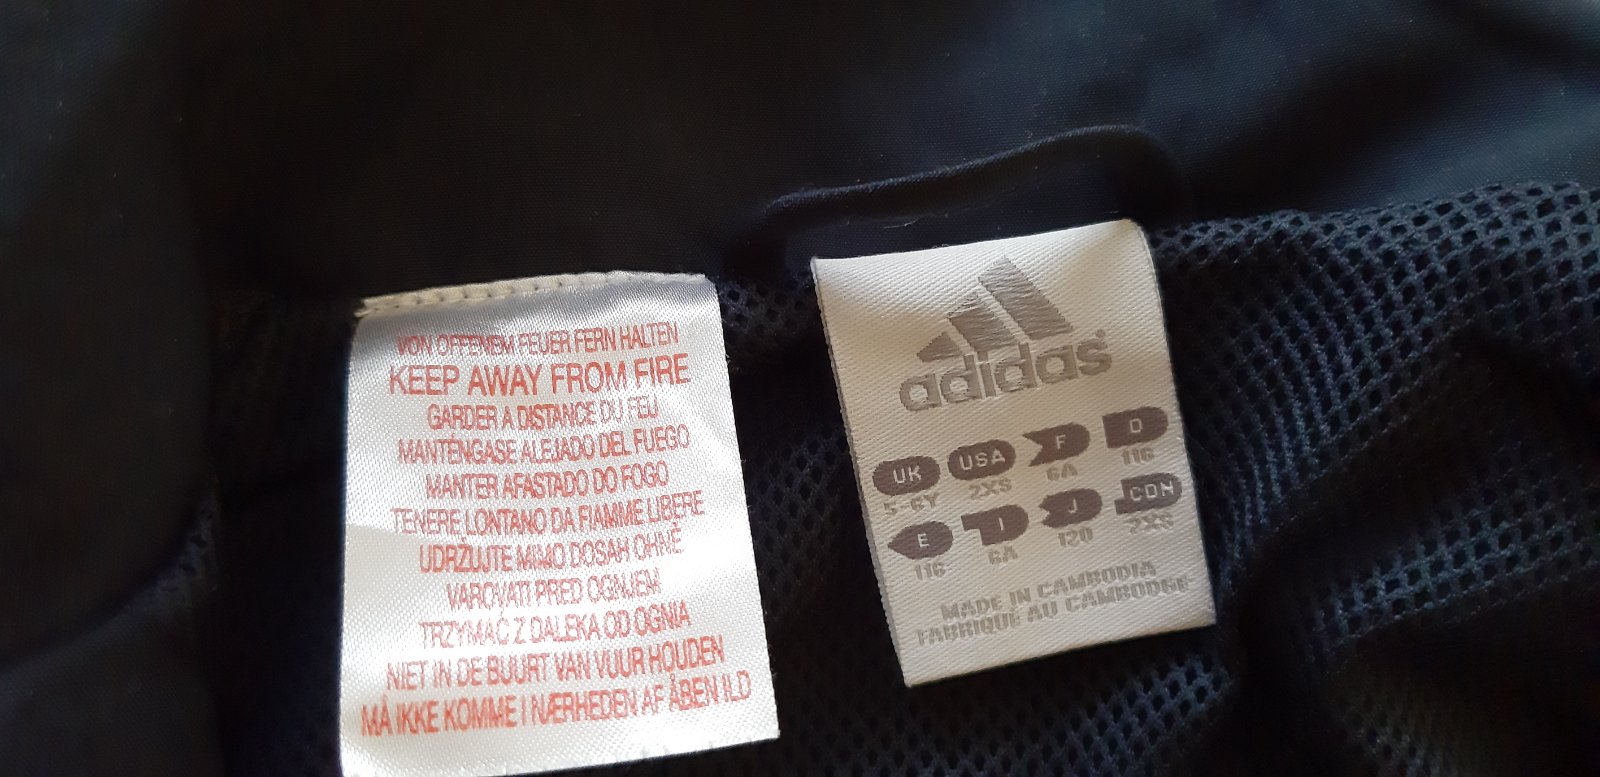 VON OFFENEM FEUER FERN HALTEN
KEEP AWAY FROM FIRE
GARDER A DISTANCE DU FEU
MANTÉNGASE ALEJADO DEL FUEGO
MANTER AFASTADO DO FOGO
TENERE LONTANO DA FIAMME LIBERE
UDRŽUJTE MIMO DOSAH OHNĚ
VAROVATI PRED OGNJEM
TRZYMAĆ Z DALEKA OD OGNIA
NIET IN DE BUURT VAN VUUR HOUDEN
MÅ IKKE KOMME I NÆRHEDEN AF ÅBEN ILD
adidas®
UK USA F D
5-6Y 2XS 6A 116
E I J CDN
116 6A 120 2XS
MADE IN CAMBODIA
FABRIQUÉ AU CAMBODGE